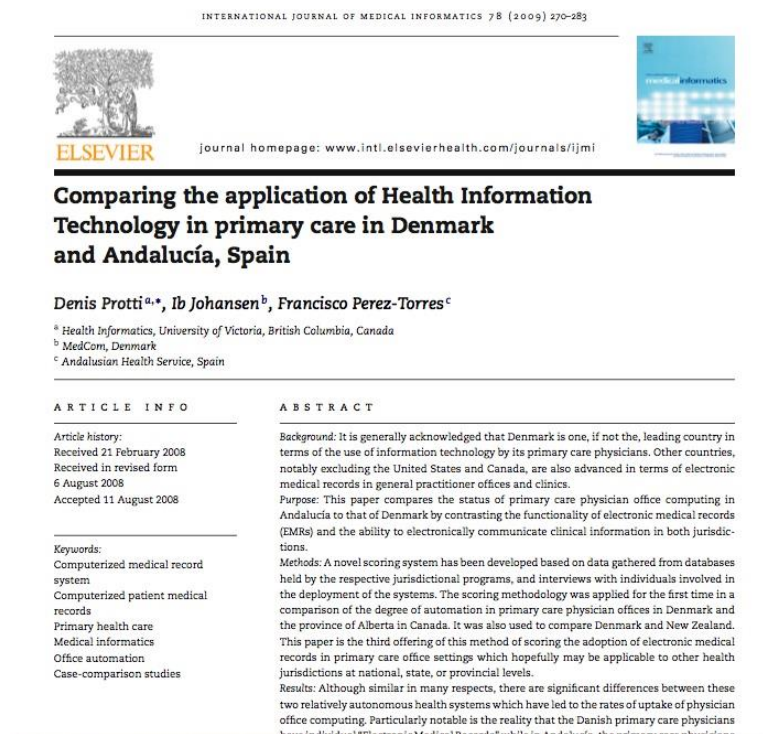 INTERNATIONAL JOURNAL OF MEDICAL INFORMATICS 78 (2009) 270–283
medical informatics
ELSEVIER
journal homepage: www.intl.elsevierhealth.com/journals/ijmi
Comparing the application of Health Information
Technology in primary care in Denmark
and Andalucía, Spain
Denis Protti a,*, Ib Johansen b, Francisco Perez-Torres c
a Health Informatics, University of Victoria, British Columbia, Canada
b MedCom, Denmark
c Andalusian Health Service, Spain
ARTICLE INFO
Article history:
Received 21 February 2008
Received in revised form
6 August 2008
Accepted 11 August 2008
Keywords:
Computerized medical record
system
Computerized patient medical
records
Primary health care
Medical informatics
Office automation
Case-comparison studies
ABSTRACT
Background: It is generally acknowledged that Denmark is one, if not the, leading country in
terms of the use of information technology by its primary care physicians. Other countries,
notably excluding the United States and Canada, are also advanced in terms of electronic
medical records in general practitioner offices and clinics.
Purpose: This paper compares the status of primary care physician office computing in
Andalucía to that of Denmark by contrasting the functionality of electronic medical records
(EMRs) and the ability to electronically communicate clinical information in both jurisdic-
tions.
Methods: A novel scoring system has been developed based on data gathered from databases
held by the respective jurisdictional programs, and interviews with individuals involved in
the deployment of the systems. The scoring methodology was applied for the first time in a
comparison of the degree of automation in primary care physician offices in Denmark and
the province of Alberta in Canada. It was also used to compare Denmark and New Zealand.
This paper is the third offering of this method of scoring the adoption of electronic medical
records in primary care office settings which hopefully may be applicable to other health
jurisdictions at national, state, or provincial levels.
Results: Although similar in many respects, there are significant differences between these
two relatively autonomous health systems which have led to the rates of uptake of physician
office computing. Particularly notable is the reality that the Danish primary care physicians